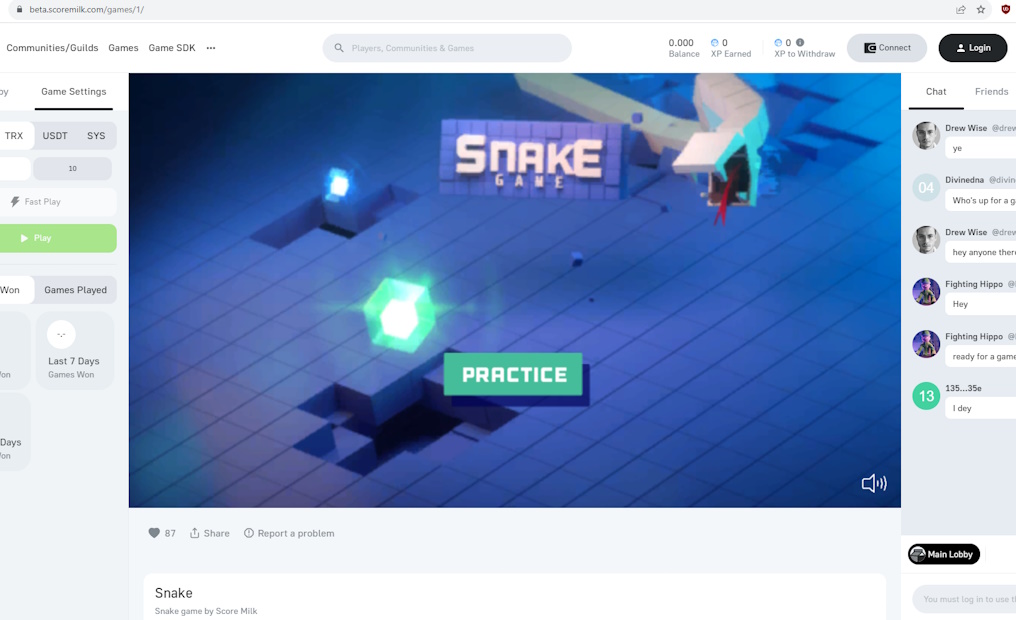 beta.scoremilk.com/games/1/
Communities/Guilds Games Game SDK ···
Players, Communities & Games
0.000
Balance
0
XP Earned
0
XP to Withdraw
Connect
Login
by Game Settings
TRX USDT SYS
10
Fast Play
Play
Won Games Played
-.-
Last 7 Days
Games Won
Days
SNAKE
GAME
PRACTICE
87 Share Report a problem
Snake
Snake game by Score Milk
Chat Friends
Drew Wise @drew
ye
04
Divinedna @divin
Who's up for a ga
Drew Wise @drew
hey anyone there
Fighting Hippo @
Hey
Fighting Hippo @
ready for a game
13
135...35e
I dey
Main Lobby
You must log in to use th